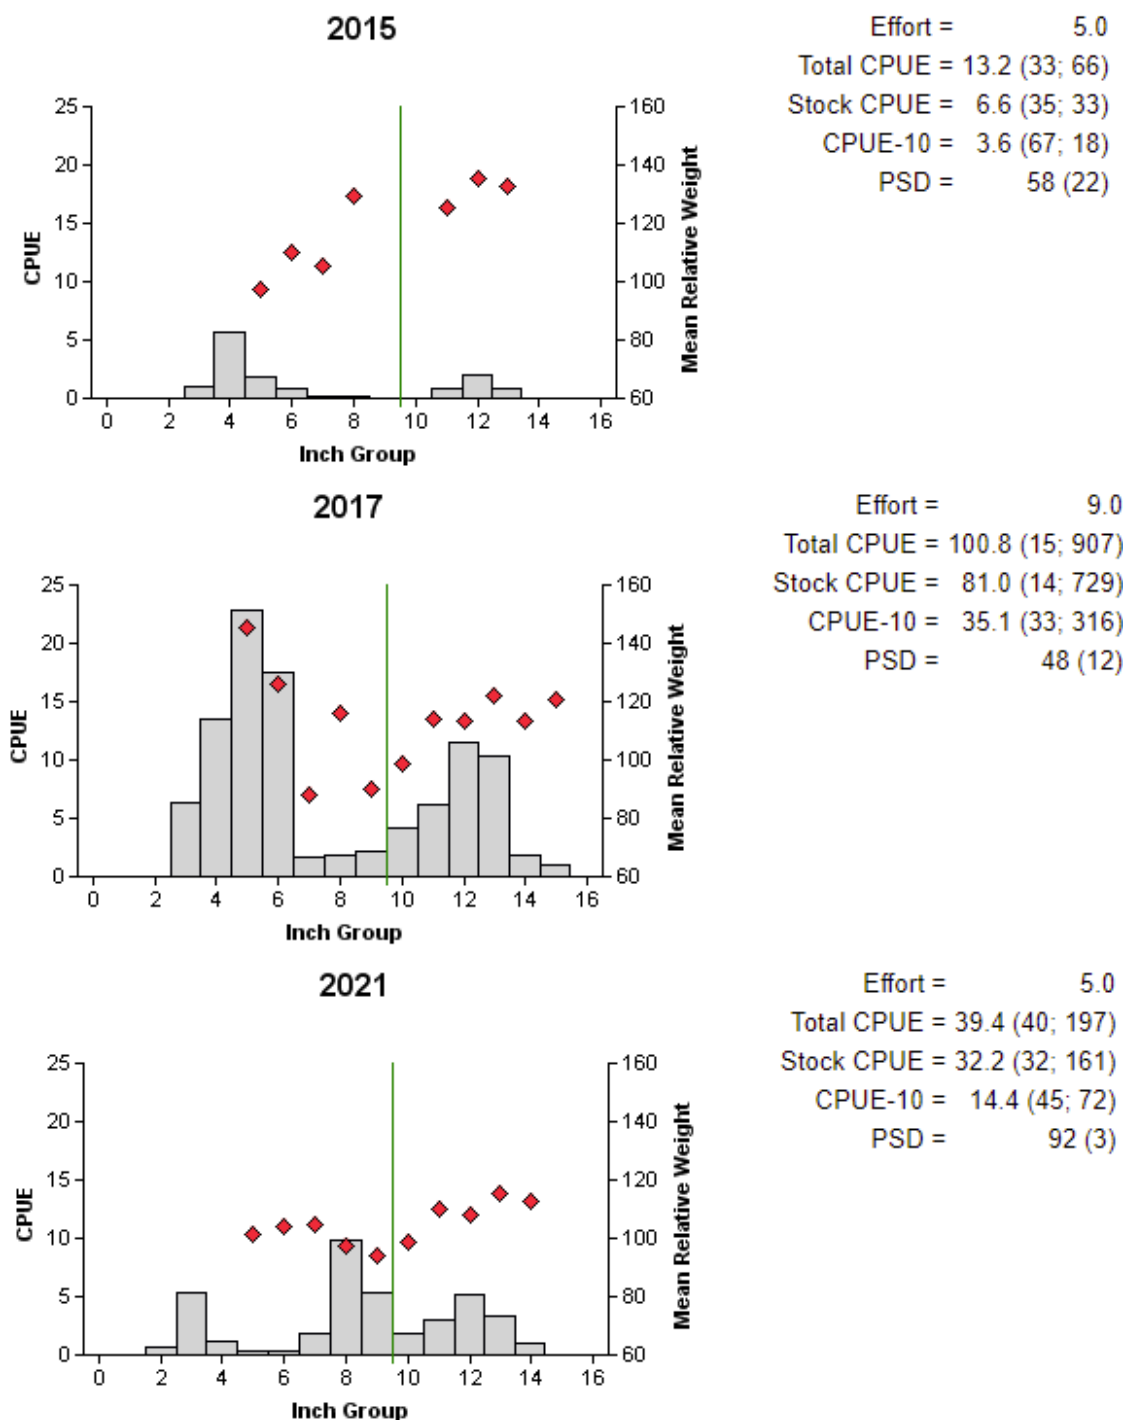 2015
Effort = 5.0
Total CPUE = 13.2 (33; 66)
Stock CPUE = 6.6 (35; 33)
CPUE-10 = 3.6 (67; 18)
PSD = 58 (22)
25
20
15
10
5
0
CPUE
160
140
120
100
80
60
Mean Relative Weight
0 2 4 6 8 10 12 14 16
Inch Group
2017
Effort = 9.0
Total CPUE = 100.8 (15; 907)
Stock CPUE = 81.0 (14; 729)
CPUE-10 = 35.1 (33; 316)
PSD = 48 (12)
25
20
15
10
5
0
CPUE
160
140
120
100
80
60
Mean Relative Weight
0 2 4 6 8 10 12 14 16
Inch Group
2021
Effort = 5.0
Total CPUE = 39.4 (40; 197)
Stock CPUE = 32.2 (32; 161)
CPUE-10 = 14.4 (45; 72)
PSD = 92 (3)
25
20
15
10
5
0
CPUE
160
140
120
100
80
60
Mean Relative Weight
0 2 4 6 8 10 12 14 16
Inch Group